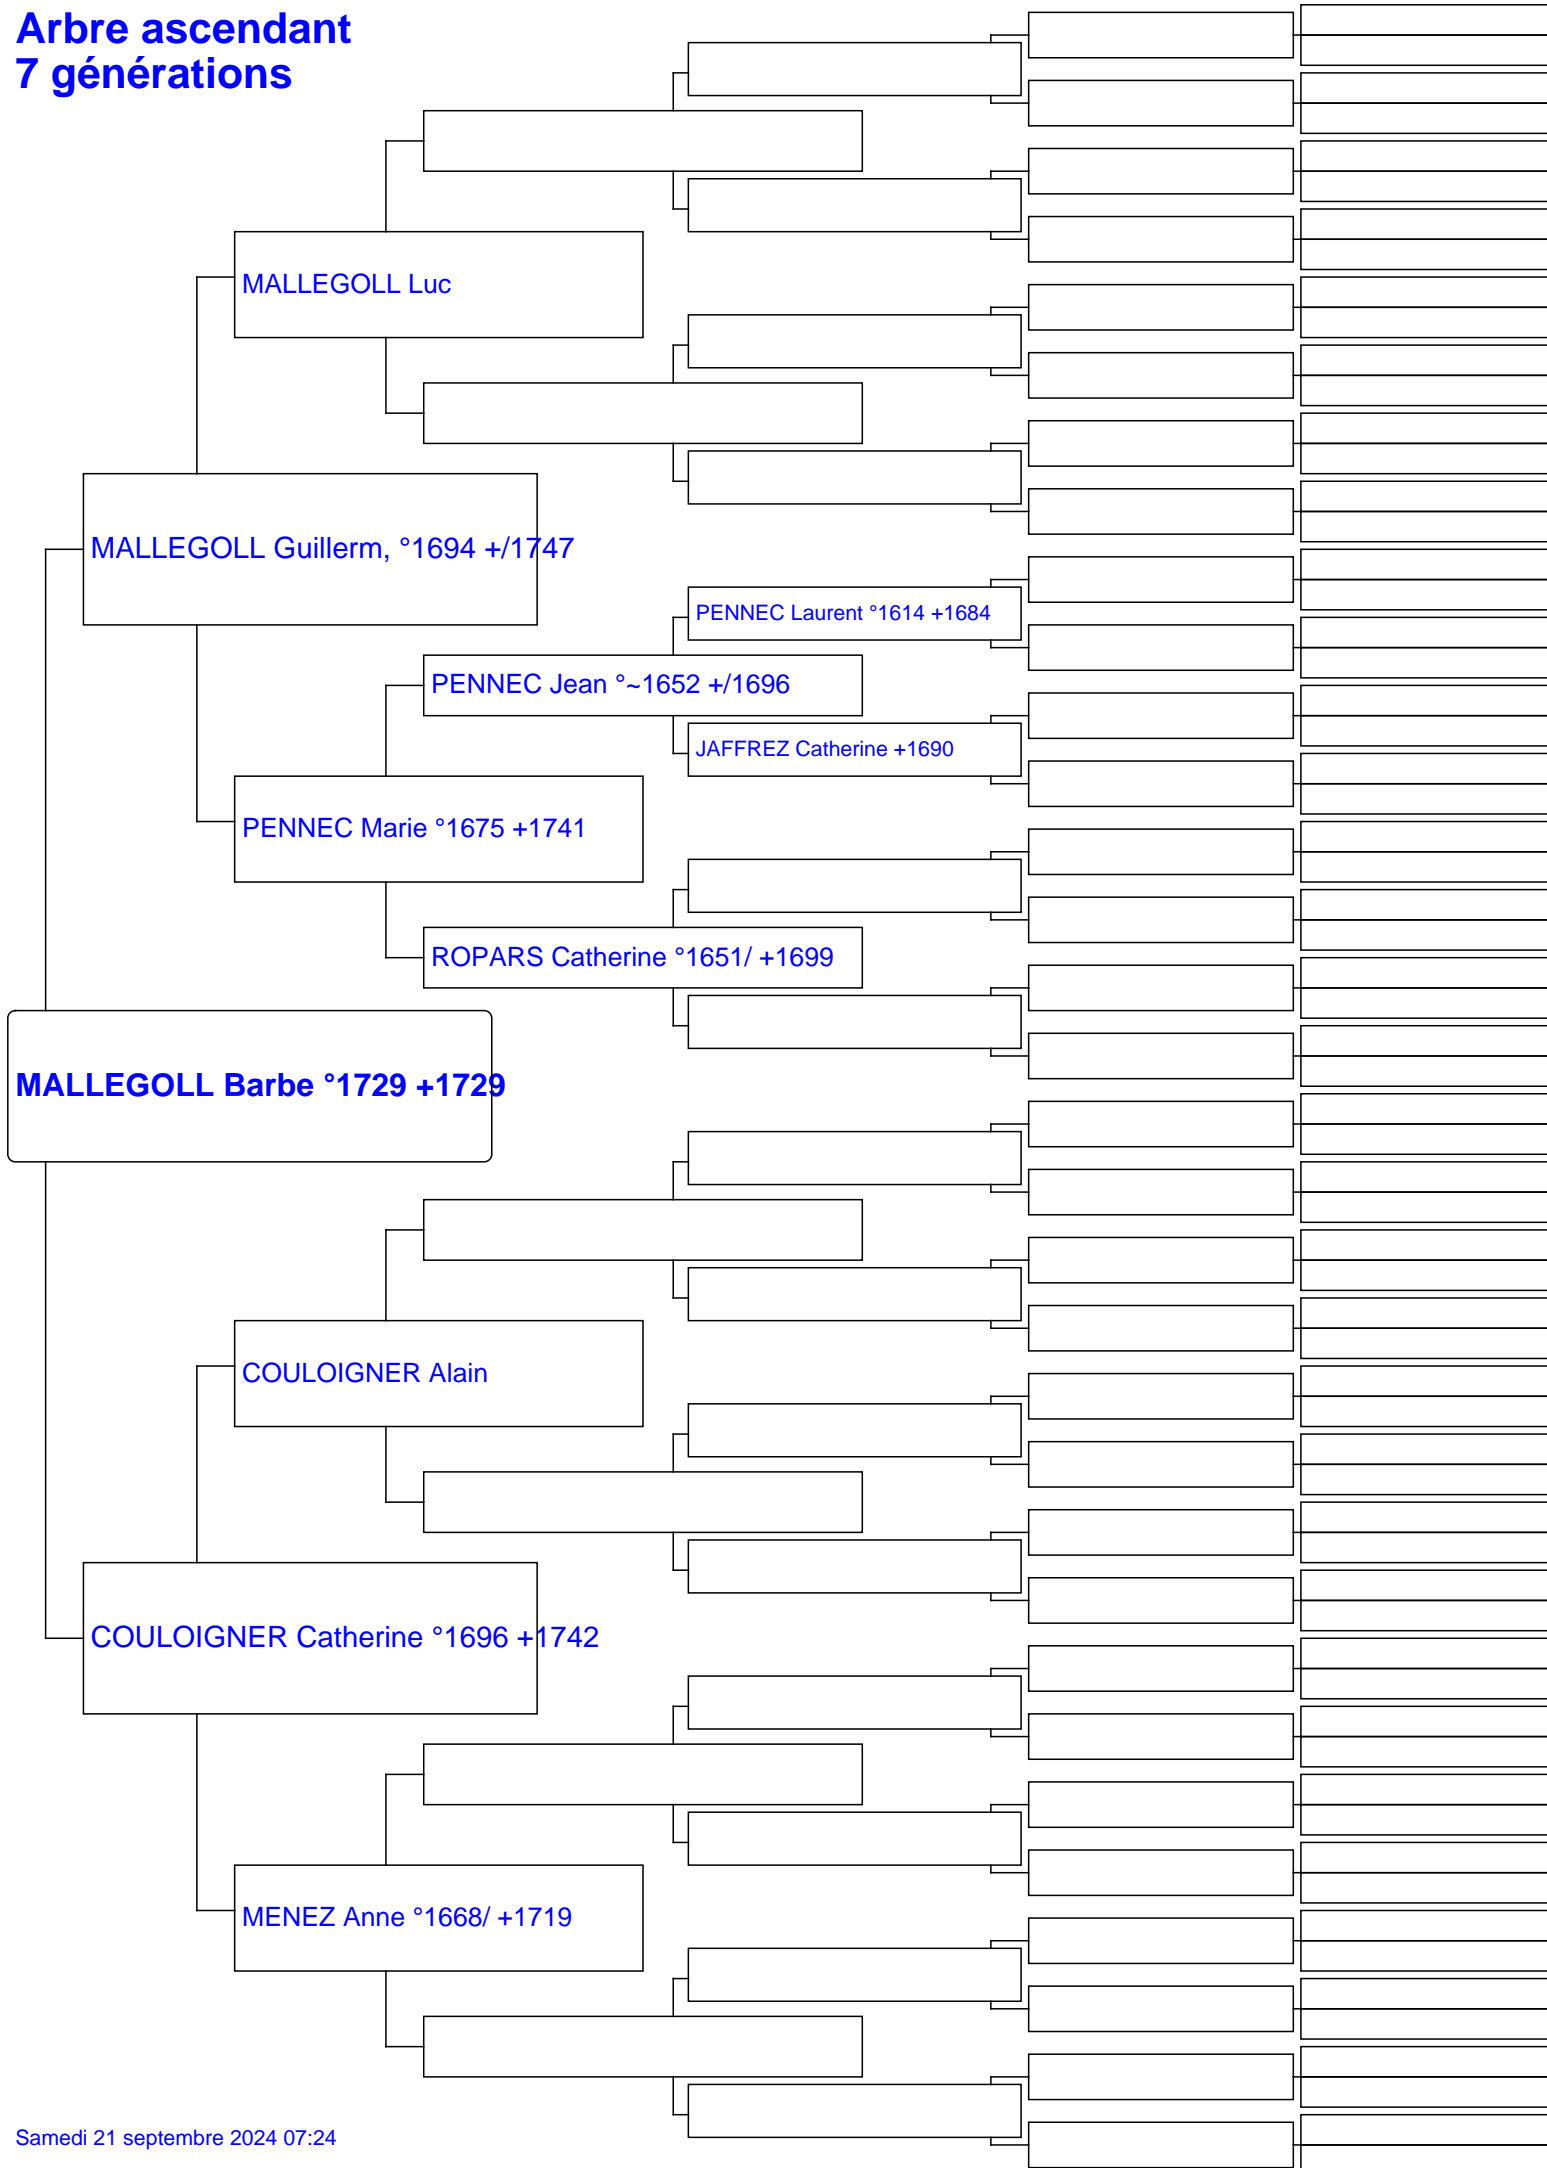 Arbre ascendant
7 générations
MALLEGOLL Luc
MALLEGOLL Guillerm, °1694 +/1747
PENNEC Laurent °1614 +1684
PENNEC Jean °~1652 +/1696
JAFFREZ Catherine +1690
PENNEC Marie °1675 +1741
ROPARS Catherine °1651/ +1699
MALLEGOLL Barbe °1729 +1729
COULOIGNER Alain
COULOIGNER Catherine °1696 +1742
MENEZ Anne °1668/ +1719
Samedi 21 septembre 2024 07:24